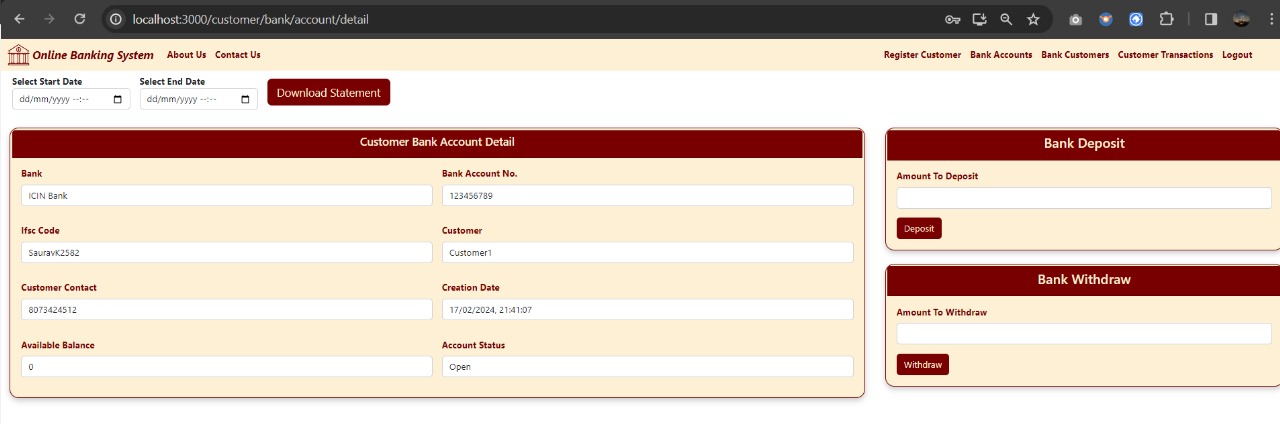 localhost:3000/customer/bank/account/detail
Online Banking System About Us Contact Us Register Customer Bank Accounts Bank Customers Customer Transactions Logout
Select Start Date Select End Date
dd/mm/yyyy --:-- dd/mm/yyyy --:-- Download Statement
Customer Bank Account Detail
Bank Bank Account No.
ICIN Bank 123456789
Ifsc Code Customer
SauravK2582 Customer1
Customer Contact Creation Date
8073424512 17/02/2024, 21:41:07
Available Balance Account Status
0 Open
Bank Deposit
Amount To Deposit
Deposit
Bank Withdraw
Amount To Withdraw
Withdraw